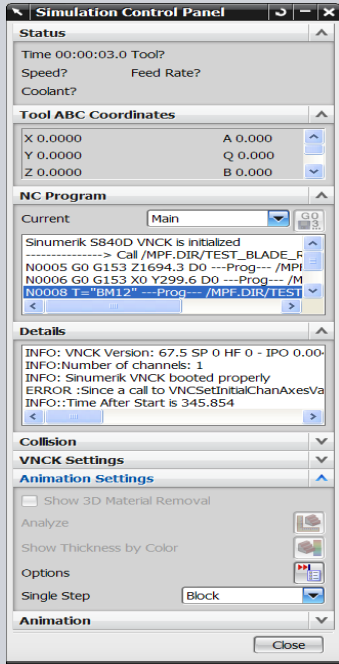 Simulation Control Panel
Status
Time 00:00:03.0 Tool?
Speed? Feed Rate?
Coolant?
Tool ABC Coordinates
X 0.0000 A 0.000
Y 0.0000 Q 0.000
Z 0.0000 B 0.000
NC Program
Current Main
Sinumerik S840D VNCK is initialized
---------------> Call /MPF.DIR/TEST_BLADE_R
N0005 G0 G153 Z1694.3 D0 ---Prog--- /MPF
N0006 G0 G153 X0 Y299.6 D0 ---Prog--- /M
N0008 T="BM12" ---Prog--- /MPF.DIR/TEST
Details
INFO: VNCK Version: 67.5 SP 0 HF 0 - IPO 0.00
INFO:Number of channels: 1
INFO: Sinumerik VNCK booted properly
ERROR :Since a call to VNCSetInitialChanAxesVa
INFO::Time After Start is 345.854
Collision
VNCK Settings
Animation Settings
Show 3D Material Removal
Analyze
Show Thickness by Color
Options
Single Step Block
Animation
Close